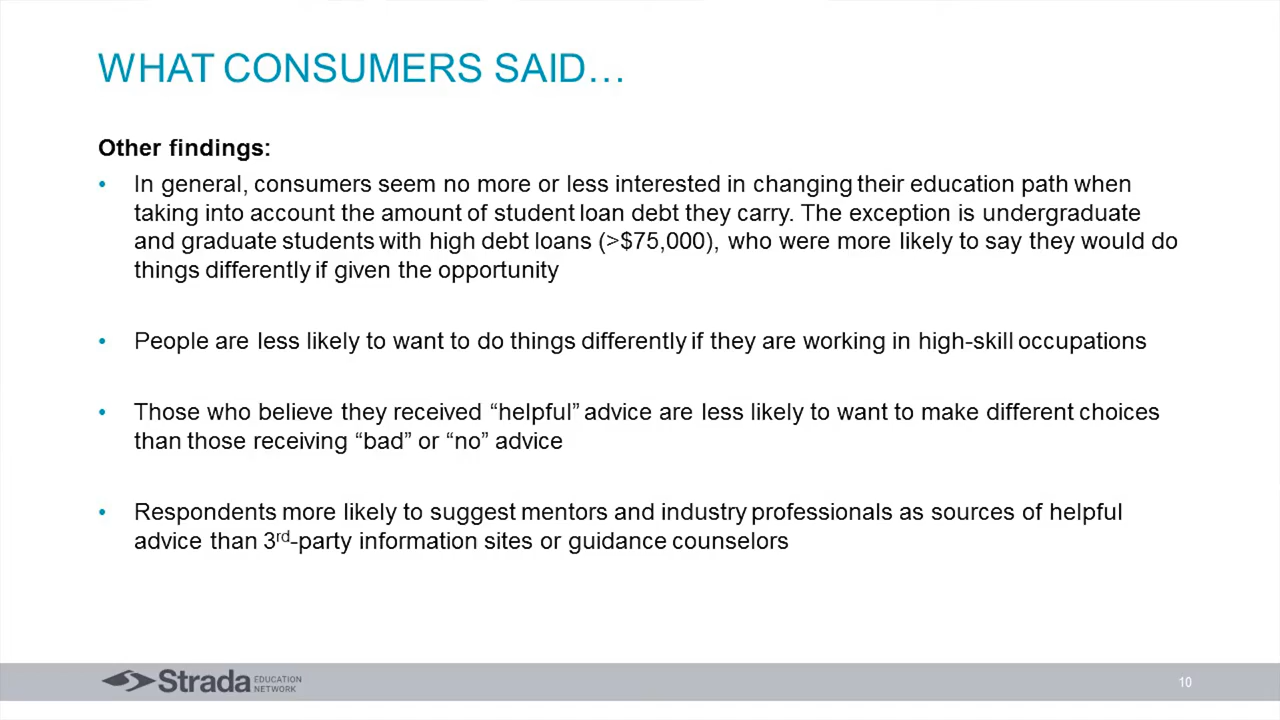 WHAT CONSUMERS SAID…
Other findings:
• In general, consumers seem no more or less interested in changing their education path when
taking into account the amount of student loan debt they carry. The exception is undergraduate
and graduate students with high debt loans (>$75,000), who were more likely to say they would do
things differently if given the opportunity
• People are less likely to want to do things differently if they are working in high-skill occupations
• Those who believe they received “helpful” advice are less likely to want to make different choices
than those receiving “bad” or “no” advice
• Respondents more likely to suggest mentors and industry professionals as sources of helpful
advice than 3rd-party information sites or guidance counselors
Strada EDUCATION
NETWORK
10